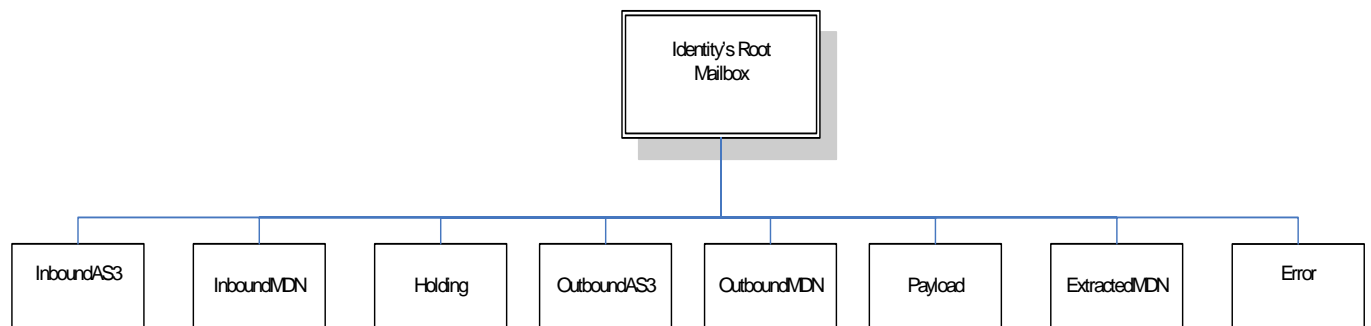 Identity's Root
Mailbox
InboundAS3
InboundMDN
Holding
OutboundAS3
OutboundMDN
Payload
ExtractedMDN
Error